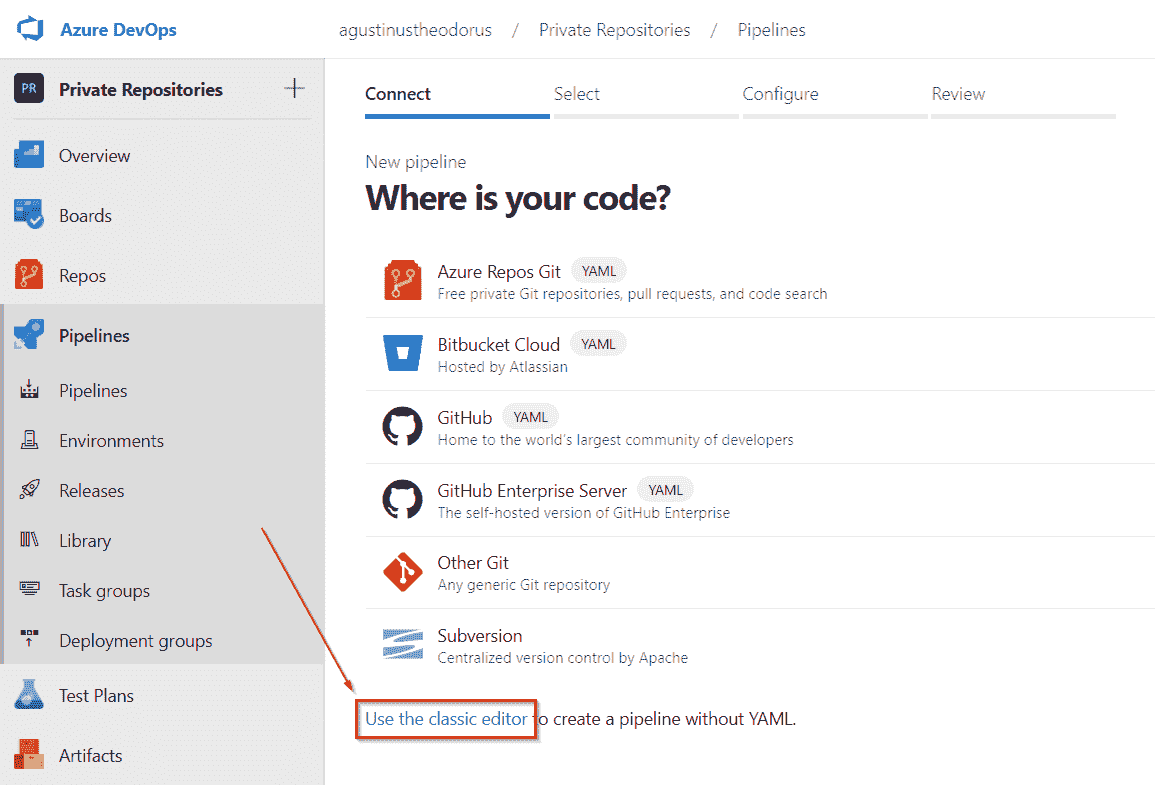 Azure DevOps
agustinustheodorus / Private Repositories / Pipelines
PR Private Repositories
Overview
Boards
Repos
Pipelines
Pipelines
Environments
Releases
Library
Task groups
Deployment groups
Test Plans
Artifacts
Connect Select Configure Review
New pipeline
Where is your code?
Azure Repos Git YAML
Free private Git repositories, pull requests, and code search
Bitbucket Cloud YAML
Hosted by Atlassian
GitHub YAML
Home to the world's largest community of developers
GitHub Enterprise Server YAML
The self-hosted version of GitHub Enterprise
Other Git
Any generic Git repository
Subversion
Centralized version control by Apache
Use the classic editor to create a pipeline without YAML.